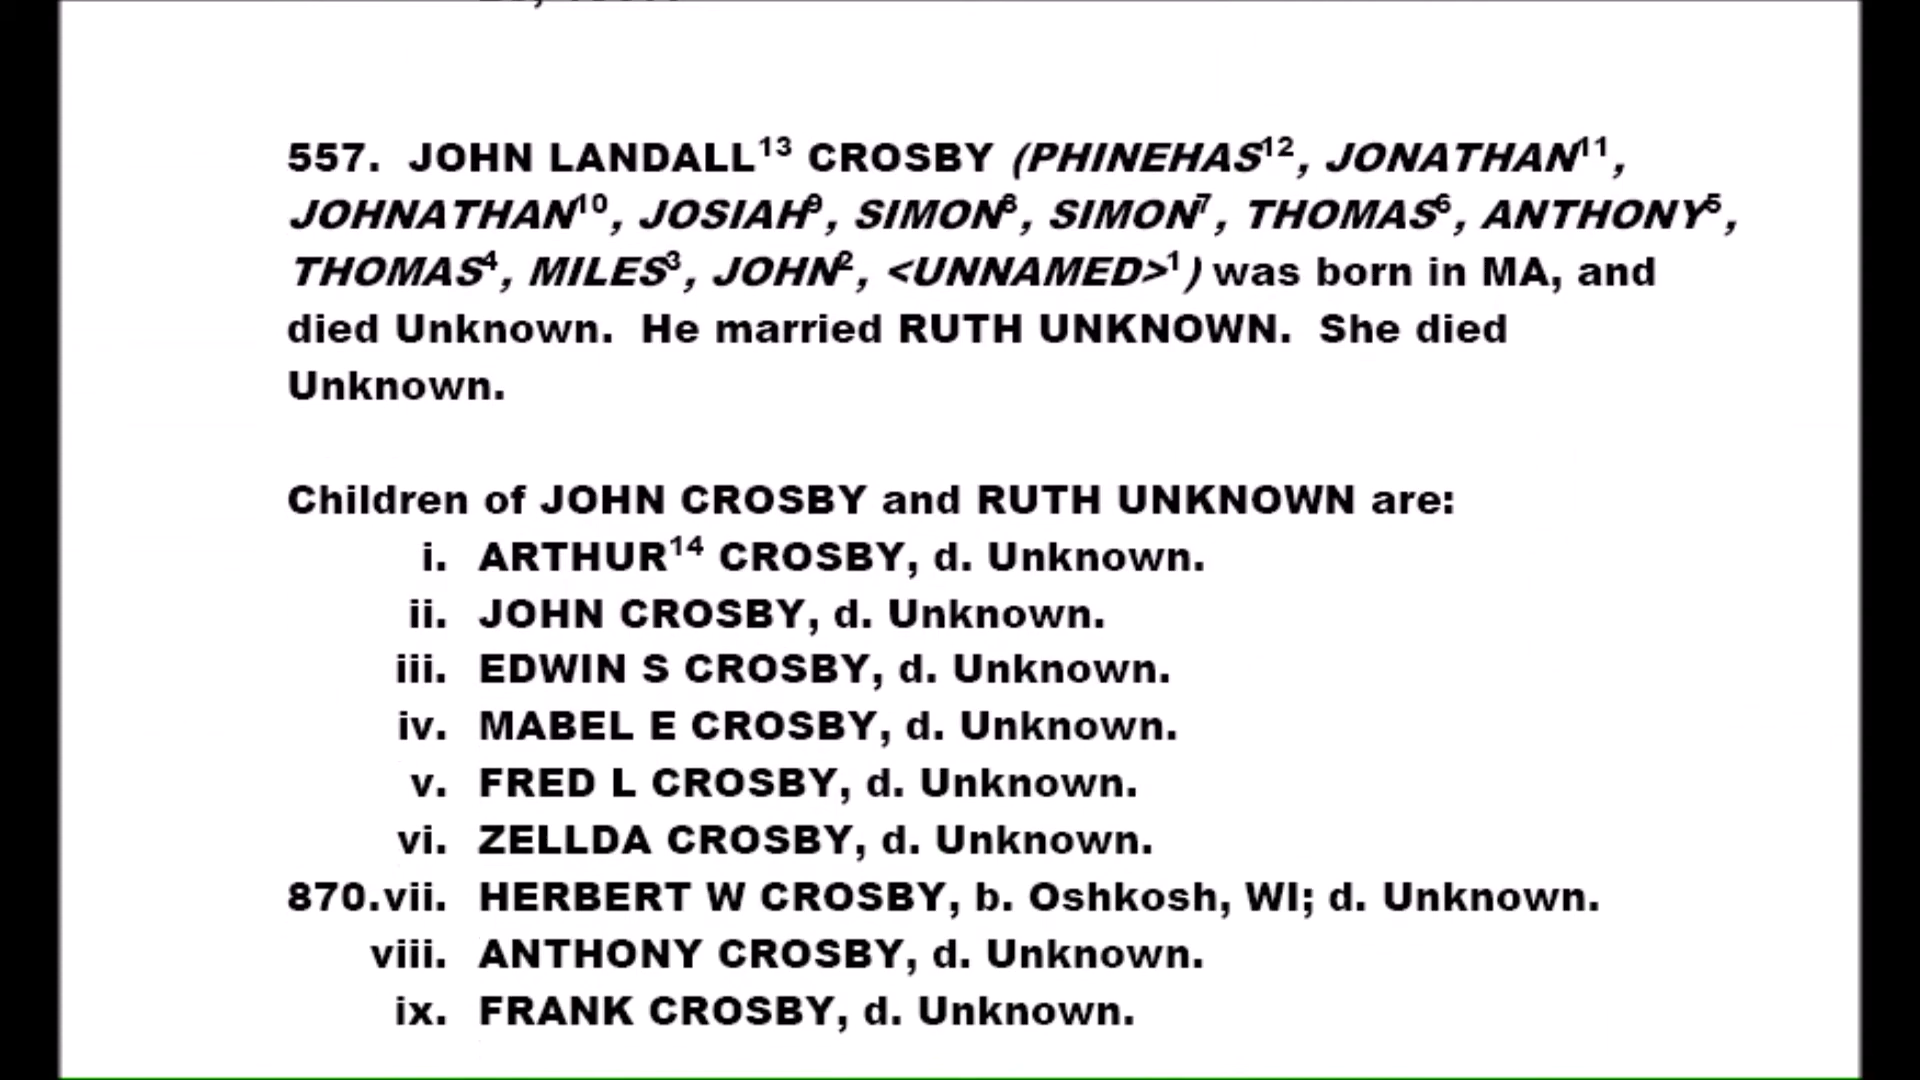 557. JOHN LANDALL¹³ CROSBY (PHINEHAS¹², JONATHAN¹¹,
JOHNATHAN¹⁰, JOSIAH⁹, SIMON⁸, SIMON⁷, THOMAS⁶, ANTHONY⁵,
THOMAS⁴, MILES³, JOHN², <UNNAMED>¹) was born in MA, and
died Unknown. He married RUTH UNKNOWN. She died
Unknown.
Children of JOHN CROSBY and RUTH UNKNOWN are:
i. ARTHUR¹⁴ CROSBY, d. Unknown.
ii. JOHN CROSBY, d. Unknown.
iii. EDWIN S CROSBY, d. Unknown.
iv. MABEL E CROSBY, d. Unknown.
v. FRED L CROSBY, d. Unknown.
vi. ZELLDA CROSBY, d. Unknown.
870.vii. HERBERT W CROSBY, b. Oshkosh, WI; d. Unknown.
viii. ANTHONY CROSBY, d. Unknown.
ix. FRANK CROSBY, d. Unknown.